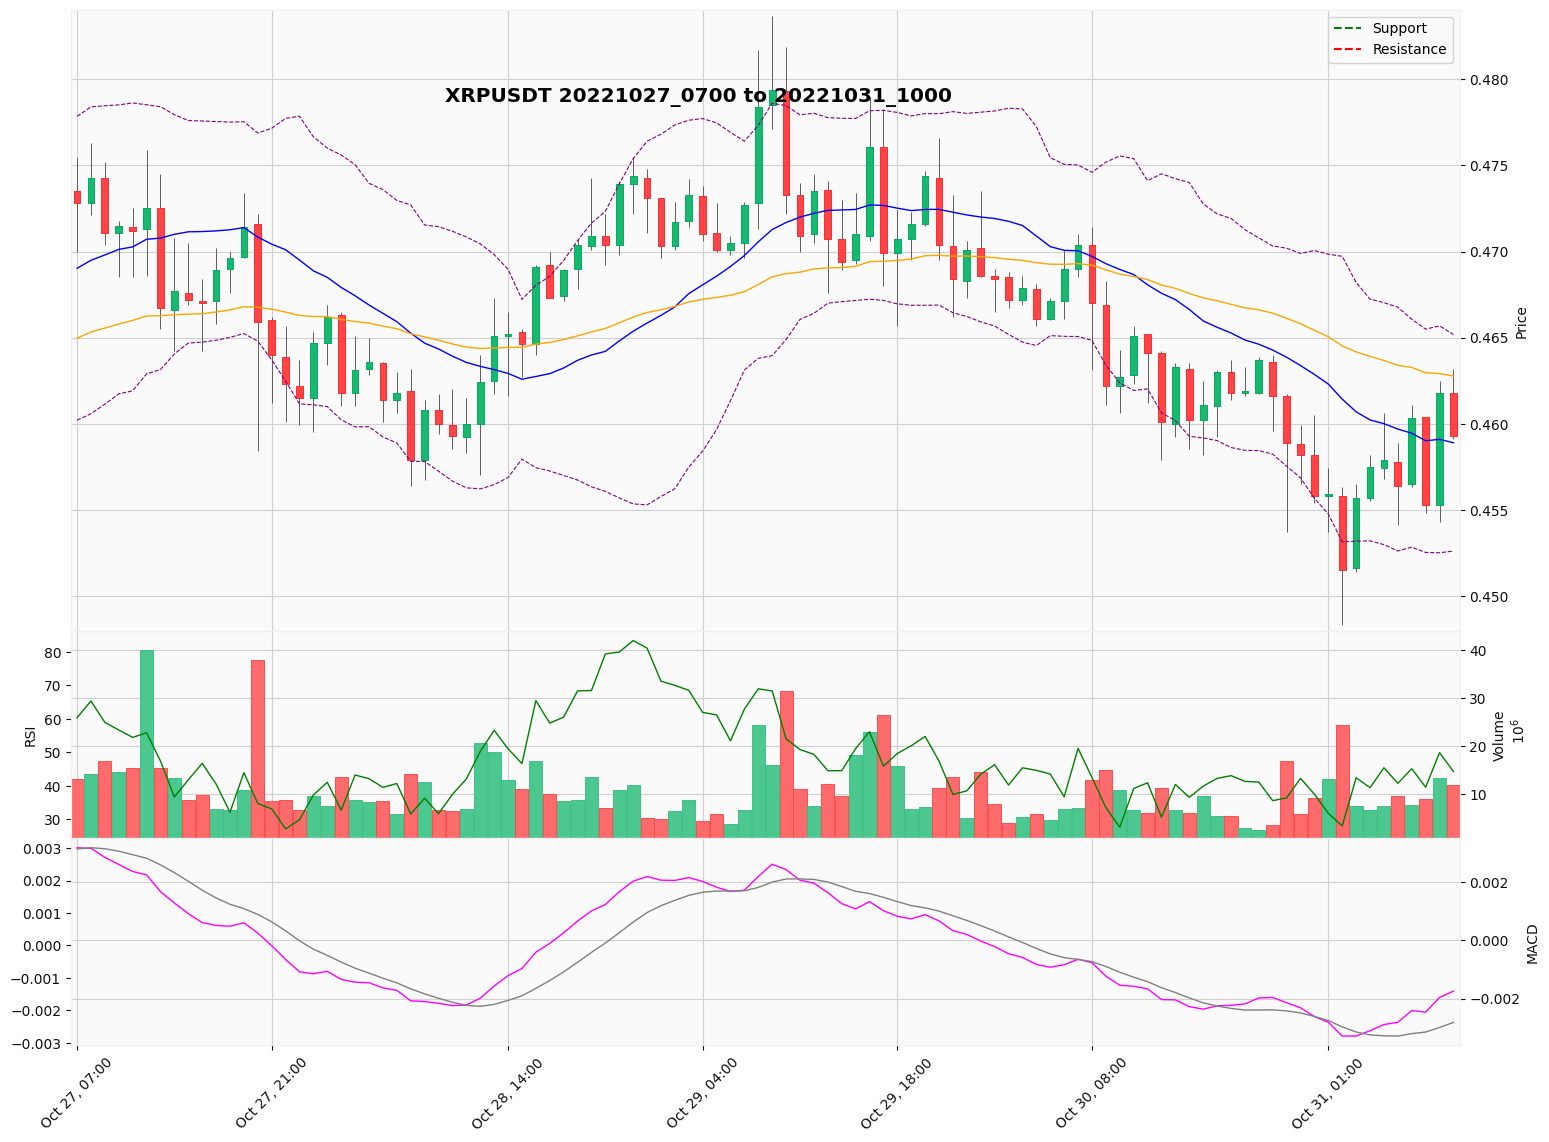 XRPUSDT 20221027_0700 to 20221031_1000
Support
Resistance
0.480
0.475
0.470
0.465
0.460
0.455
0.450
Price
80
70
60
50
40
30
RSI
40
30
20
10
Volume
10^6
0.003
0.002
0.001
0.000
−0.001
−0.002
−0.003
0.002
0.000
−0.002
MACD
Oct 27, 07:00
Oct 27, 21:00
Oct 28, 14:00
Oct 29, 04:00
Oct 29, 18:00
Oct 30, 08:00
Oct 31, 01:00